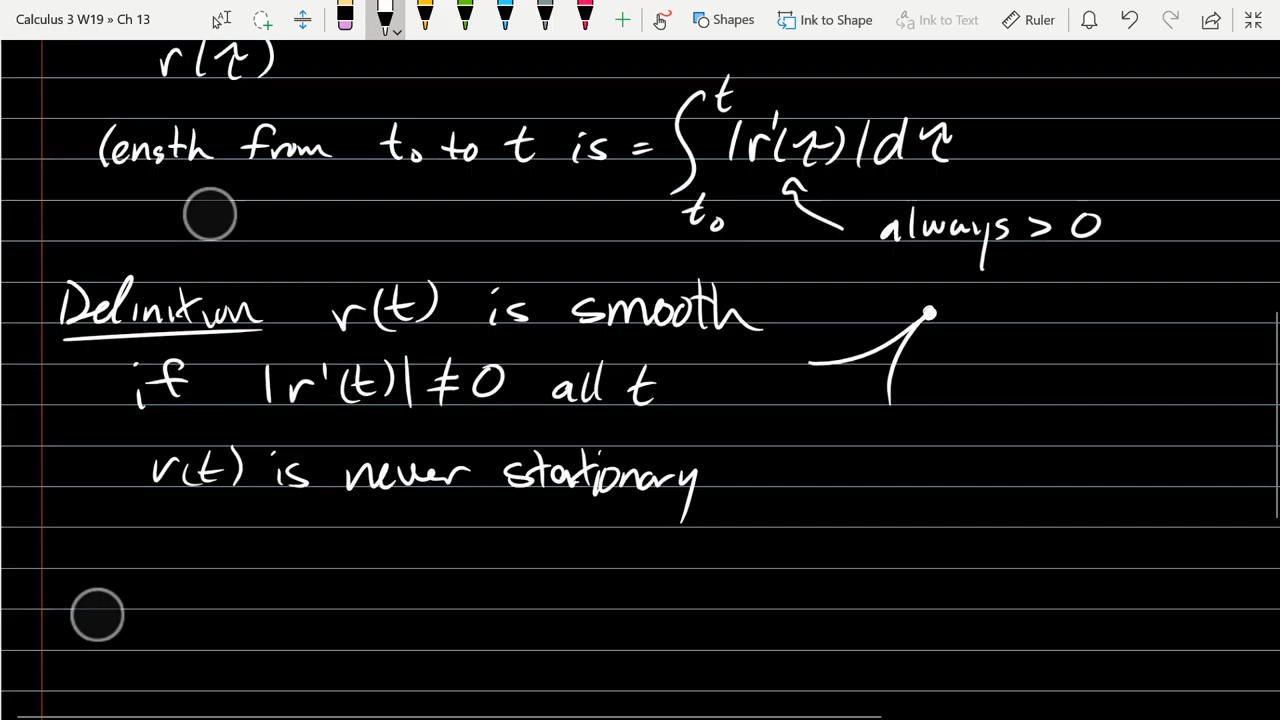 Calculus 3 W19 » Ch 13
Shapes
Ink to Shape
Ink to Text
Ruler
r(τ)
length from t₀ to t is = ∫ₜ₀ᵗ |r'(τ)|dτ
always > 0
Definition r(t) is smooth
if |r'(t)| ≠ 0 all t
r(t) is never stationary